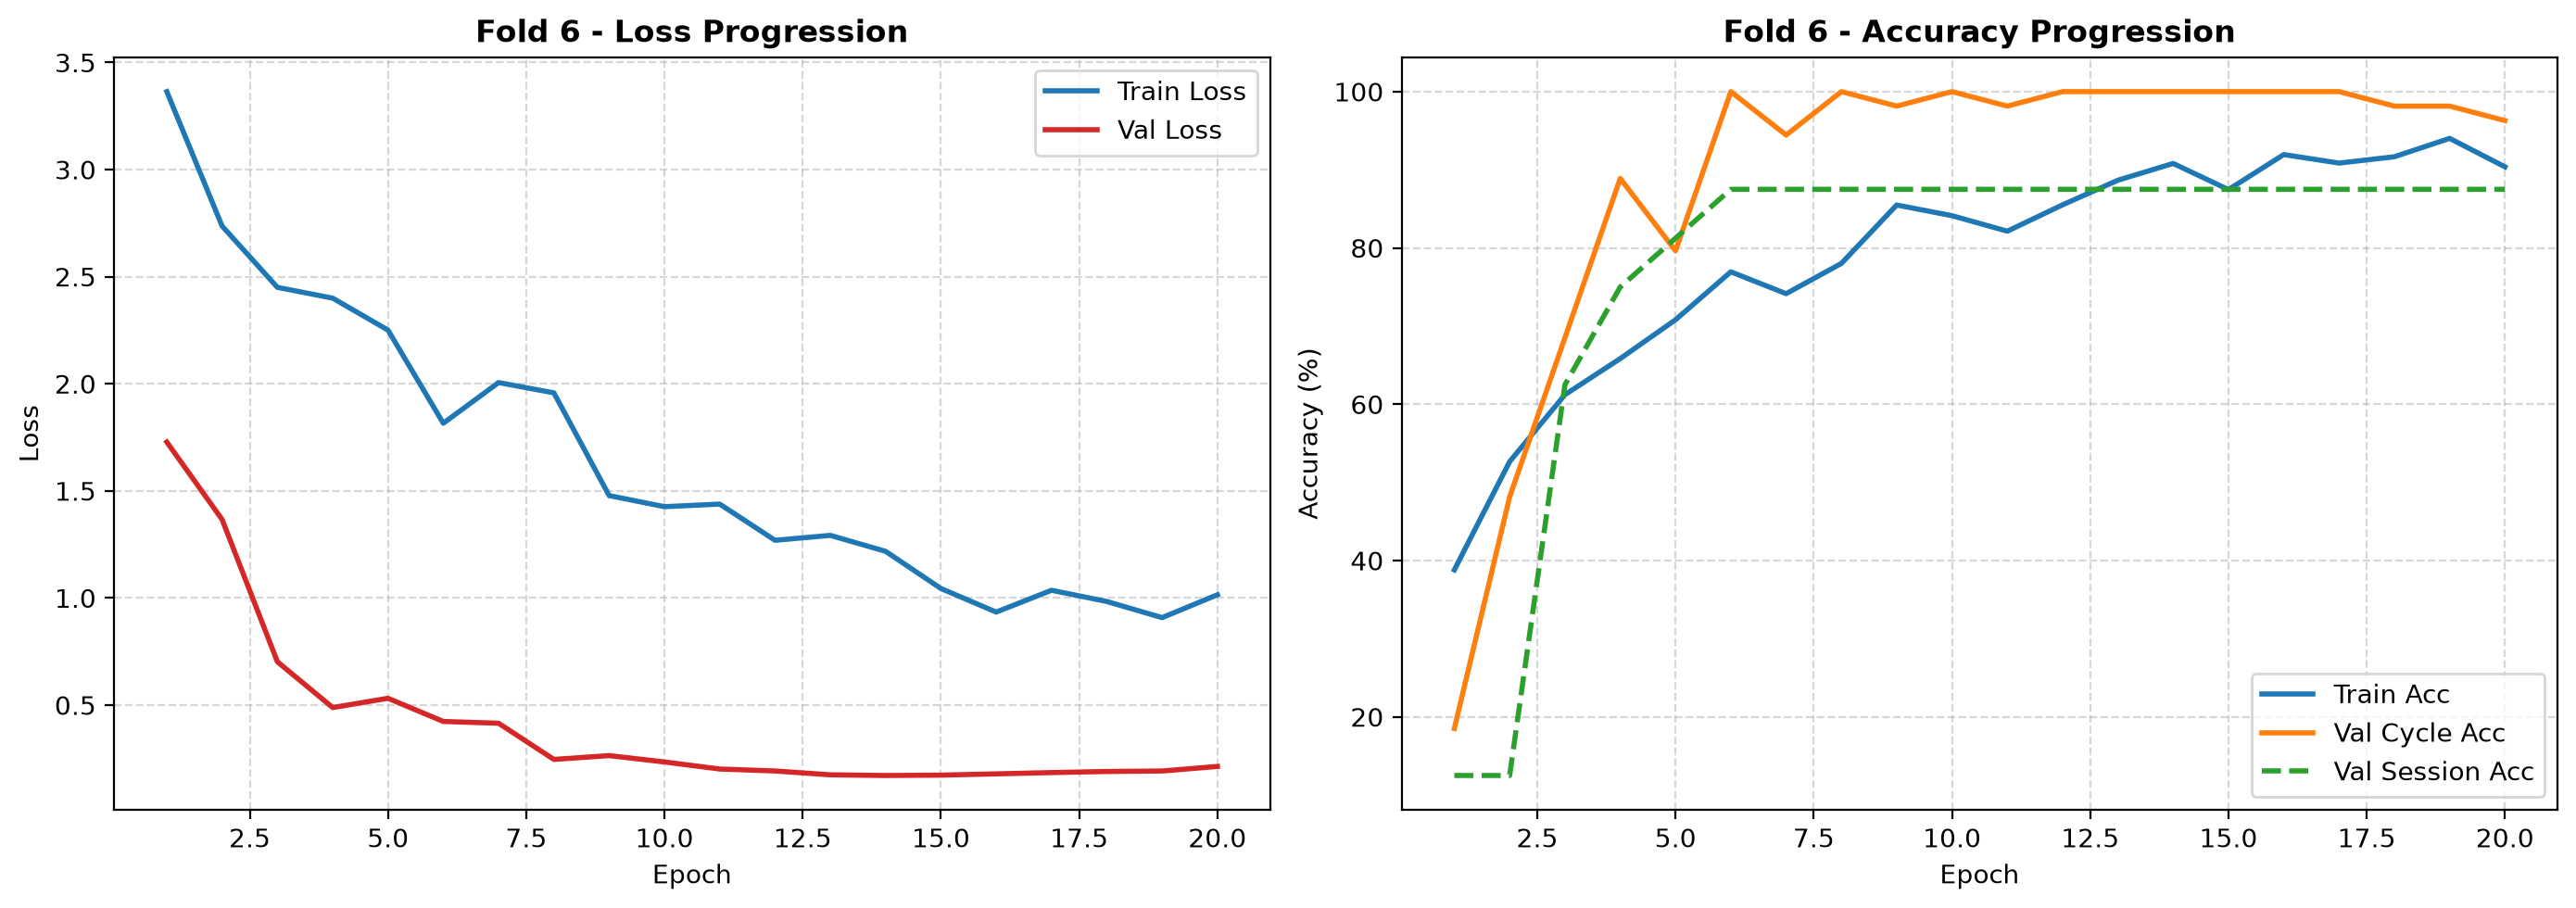 Fold 6 - Loss Progression
3.5
3.0
2.5
2.0
1.5
1.0
0.5
Loss
Train Loss
Val Loss
2.5 5.0 7.5 10.0 12.5 15.0 17.5 20.0
Epoch
Fold 6 - Accuracy Progression
100
80
60
40
20
Accuracy (%)
Train Acc
Val Cycle Acc
Val Session Acc
2.5 5.0 7.5 10.0 12.5 15.0 17.5 20.0
Epoch